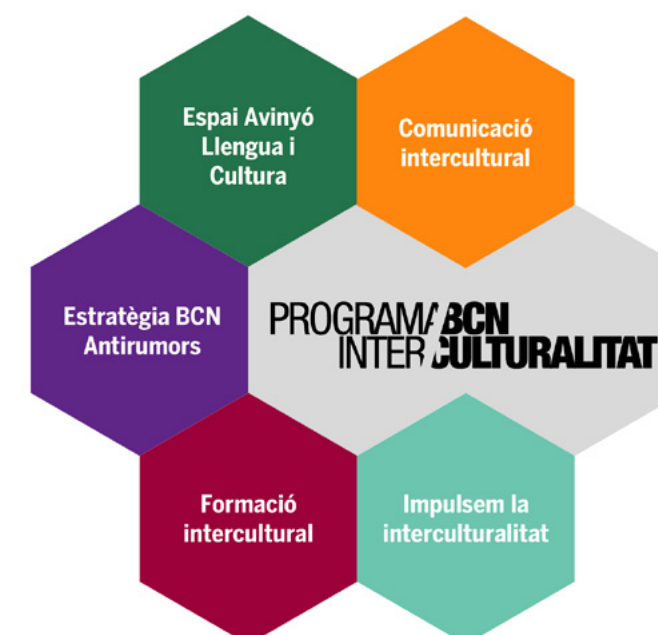 Espai Avinyó
Llengua i
Cultura
Comunicació
intercultural
Estratègia BCN
Antirumors
PROGRAMA BCN
INTERCULTURALITAT
Formació
intercultural
Impulsem la
interculturalitat